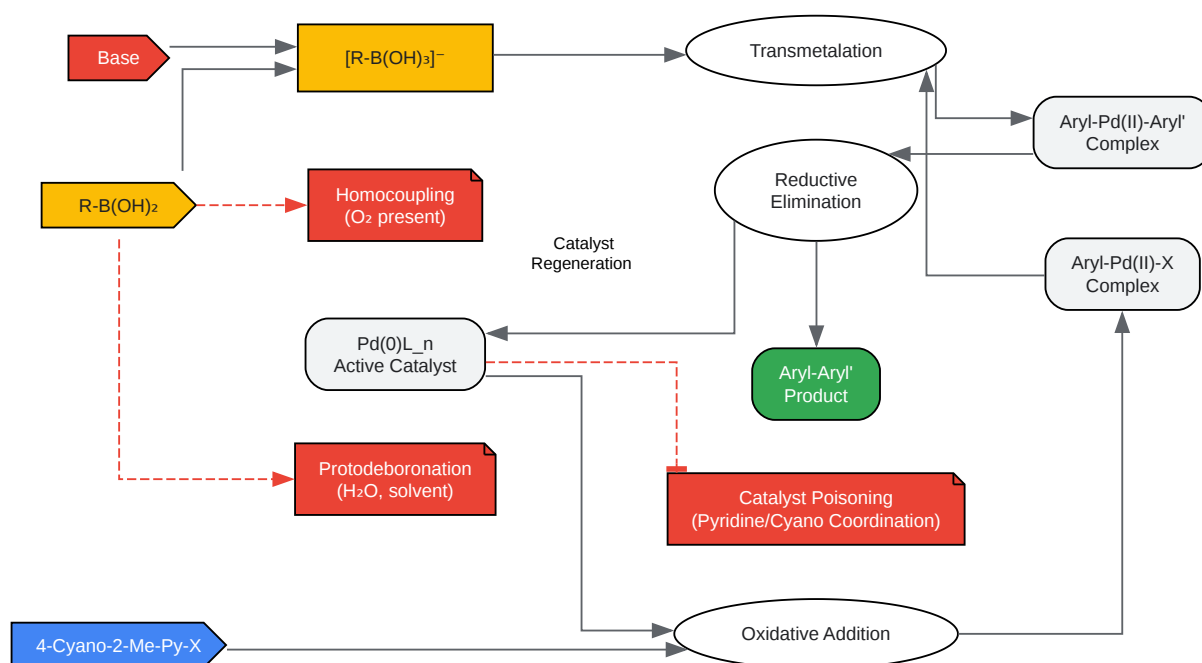 Base
[R-B(OH)₃]⁻
Transmetalation
Aryl-Pd(II)-Aryl'
Complex
R-B(OH)₂
Homocoupling
(O₂ present)
Reductive
Elimination
Catalyst
Regeneration
Aryl-Pd(II)-X
Complex
Pd(0)L_n
Active Catalyst
Aryl-Aryl'
Product
Protodeboronation
(H₂O, solvent)
Catalyst Poisoning
(Pyridine/Cyano Coordination)
4-Cyano-2-Me-Py-X
Oxidative Addition